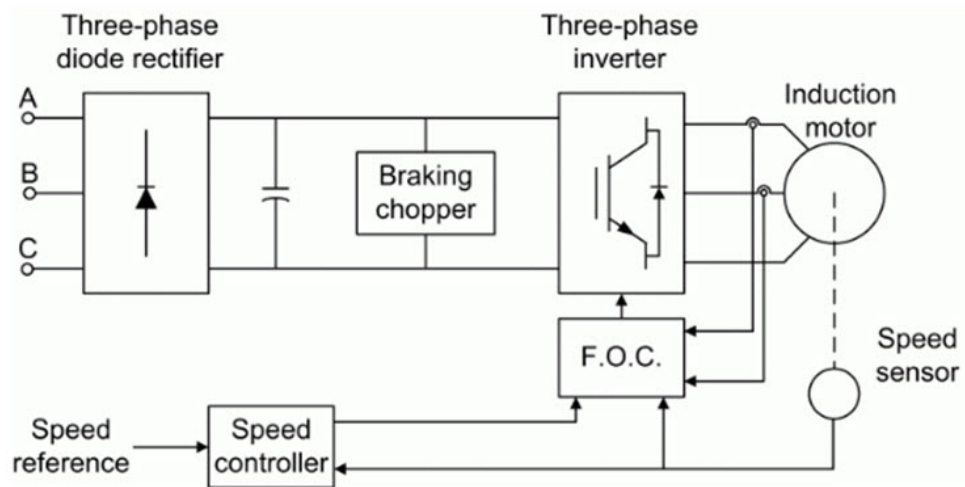 Three-phase
diode rectifier
Three-phase
inverter
A
B
C
Braking
chopper
Induction
motor
F.O.C.
Speed
sensor
Speed
reference
Speed
controller